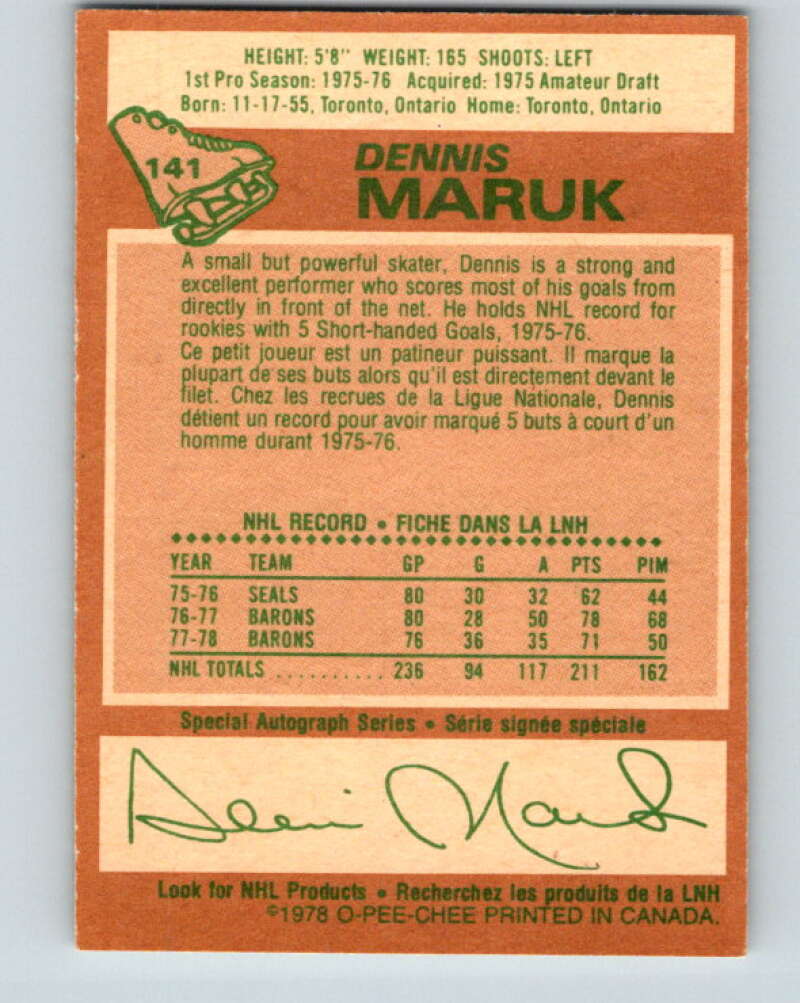 HEIGHT: 5'8" WEIGHT: 165 SHOOTS: LEFT
1st Pro Season: 1975-76 Acquired: 1975 Amateur Draft
Born: 11-17-55, Toronto, Ontario Home: Toronto, Ontario
141
DENNIS
MARUK
A small but powerful skater, Dennis is a strong and
excellent performer who scores most of his goals from
directly in front of the net. He holds NHL record for
rookies with 5 Short-handed Goals, 1975-76.
Ce petit joueur est un patineur puissant. Il marque la
plupart de ses buts alors qu'il est directement devant le
filet. Chez les recrues de la Ligue Nationale, Dennis
détient un record pour avoir marqué 5 buts à court d'un
homme durant 1975-76.
NHL RECORD • FICHE DANS LA LNH
YEAR TEAM GP G A PTS PIM
75-76 SEALS 80 30 32 62 44
76-77 BARONS 80 28 50 78 68
77-78 BARONS 76 36 35 71 50
NHL TOTALS .......... 236 94 117 211 162
Special Autograph Series • Série signée spéciale
Dennis Maruk
Look for NHL Products • Recherchez les produits de la LNH
©1978 O-PEE-CHEE PRINTED IN CANADA.